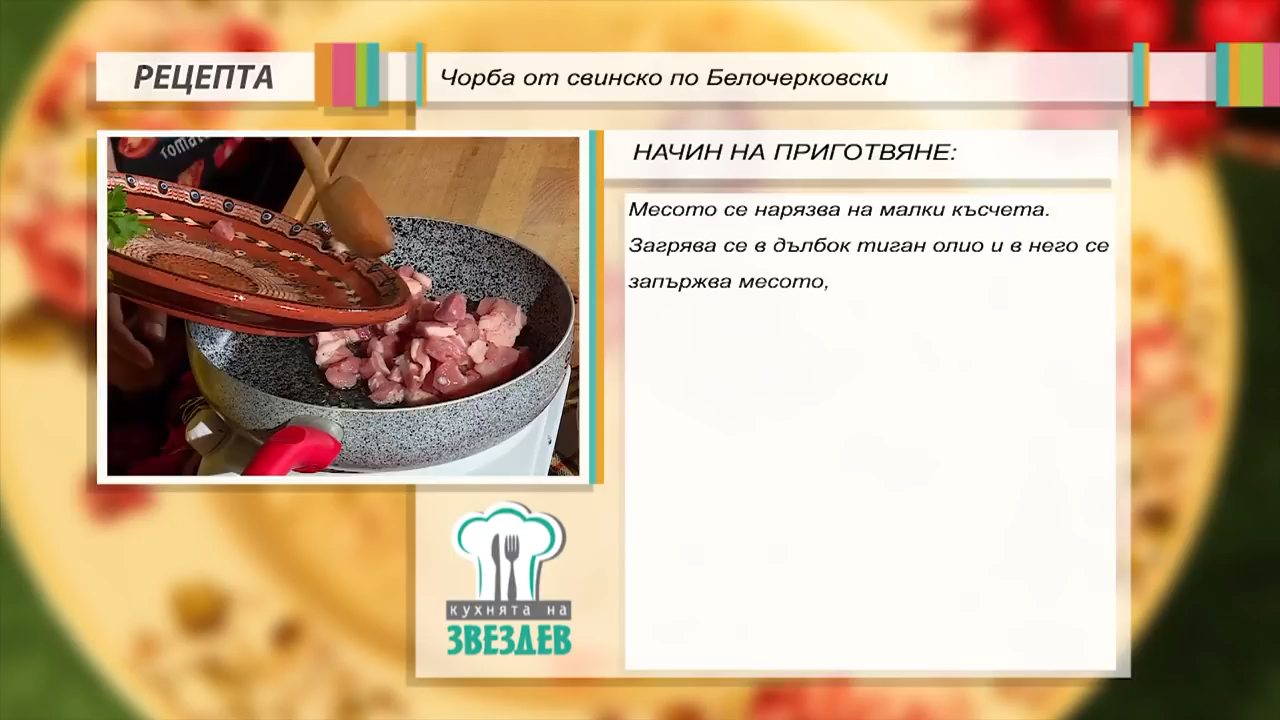 РЕЦЕПТА
Чорба от свинско по Белочерковски
НАЧИН НА ПРИГОТВЯНЕ:
Месото се нарязва на малки късчета.
Загрява се в дълбок тиган олио и в него се
запържва месото,
кухнята на
ЗВЕЗДЕВ